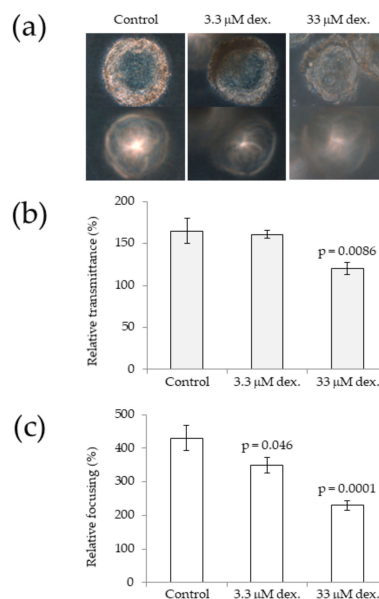 (a)
Control 3.3 μM dex. 33 μM dex.
(b)
Relative transmittance (%)
200
150
100
50
0
p = 0.0086
Control 3.3 μM dex. 33 μM dex.
(c)
Relative focusing (%)
500
400
300
200
100
0
p = 0.046
p = 0.0001
Control 3.3 μM dex. 33 μM dex.